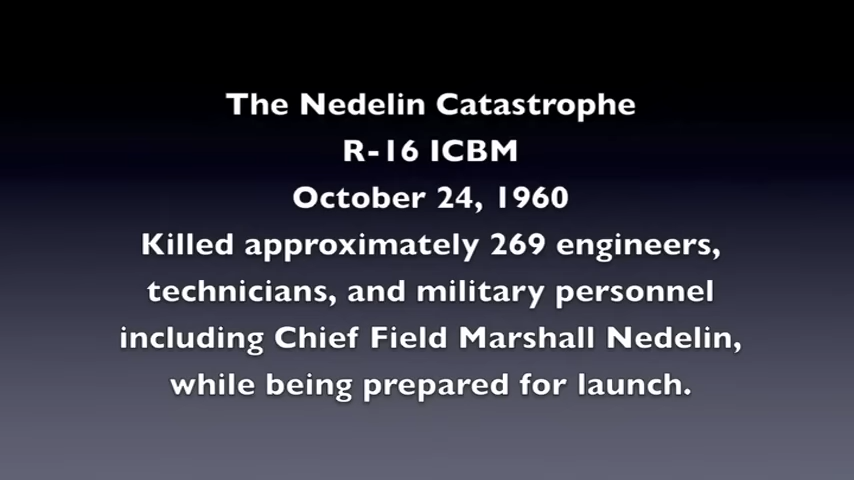 The Nedelin Catastrophe
R-16 ICBM
October 24, 1960
Killed approximately 269 engineers,
technicians, and military personnel
including Chief Field Marshall Nedelin,
while being prepared for launch.